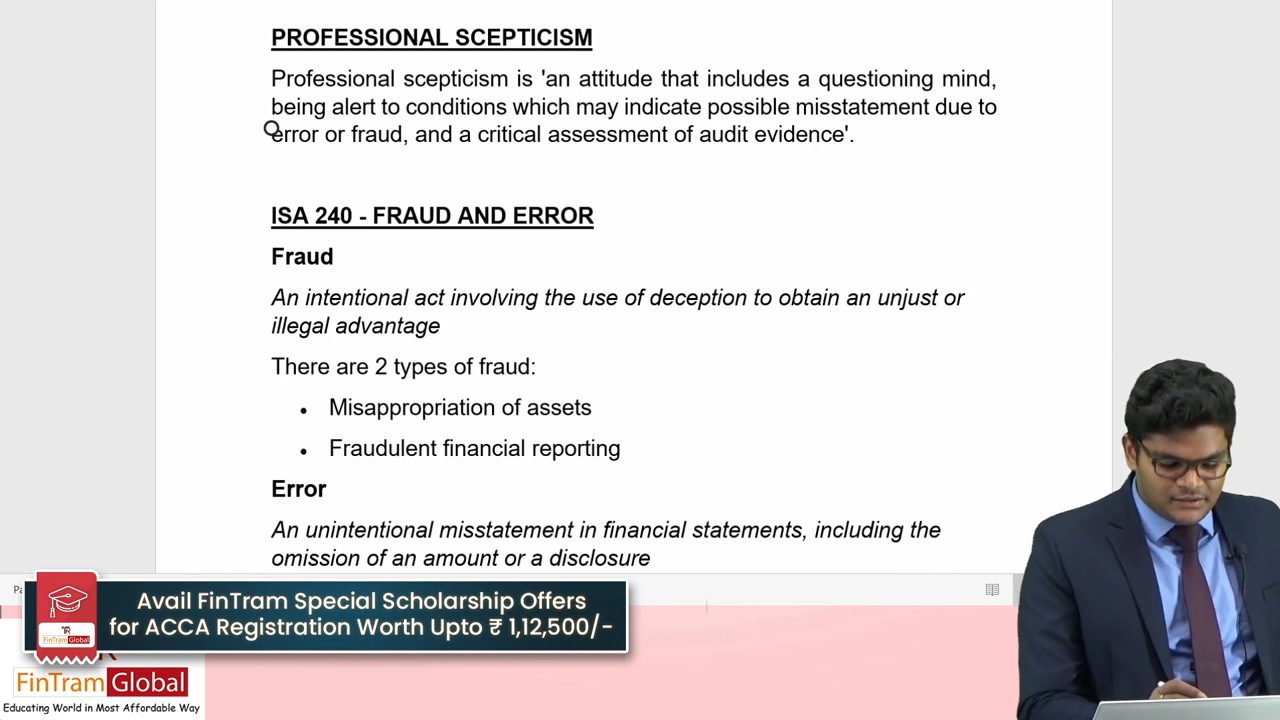 PROFESSIONAL SCEPTICISM
Professional scepticism is 'an attitude that includes a questioning mind,
being alert to conditions which may indicate possible misstatement due to
error or fraud, and a critical assessment of audit evidence'.
ISA 240 - FRAUD AND ERROR
Fraud
An intentional act involving the use of deception to obtain an unjust or
illegal advantage
There are 2 types of fraud:
• Misappropriation of assets
• Fraudulent financial reporting
Error
An unintentional misstatement in financial statements, including the
omission of an amount or a disclosure
Avail FinTram Special Scholarship Offers
for ACCA Registration Worth Upto ₹ 1,12,500/-
FinTram Global
FinTram Global
Educating World in Most Affordable Way